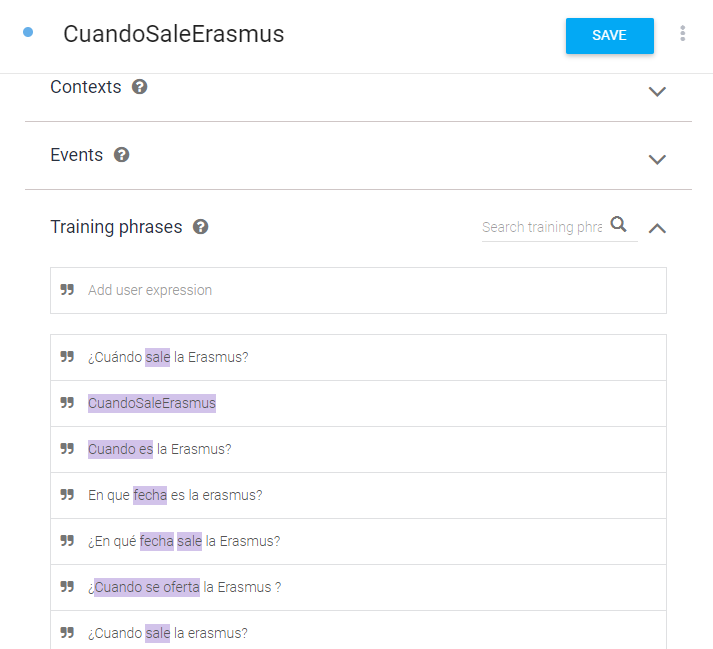 CuandoSaleErasmus
SAVE
Contexts ?
Events ?
Training phrases ?
Search training phra
Add user expression
¿Cuándo sale la Erasmus?
CuandoSaleErasmus
Cuando es la Erasmus?
En que fecha es la erasmus?
¿En qué fecha sale la Erasmus?
¿Cuando se oferta la Erasmus ?
¿Cuando sale la erasmus?